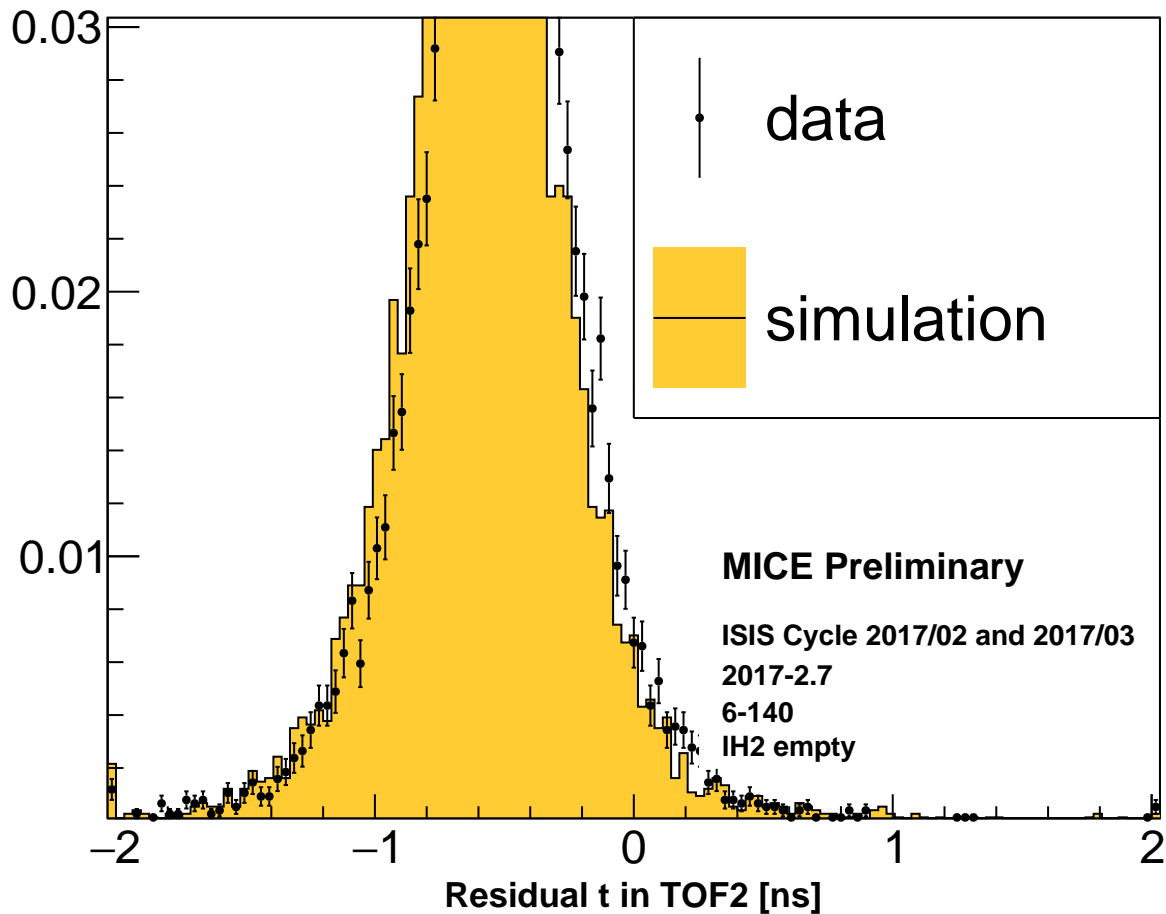 0.03
data
0.02
simulation
0.01
MICE Preliminary
ISIS Cycle 2017/02 and 2017/03
2017-2.7
6-140
IH2 empty
−2 −1 0 1 2
Residual t in TOF2 [ns]